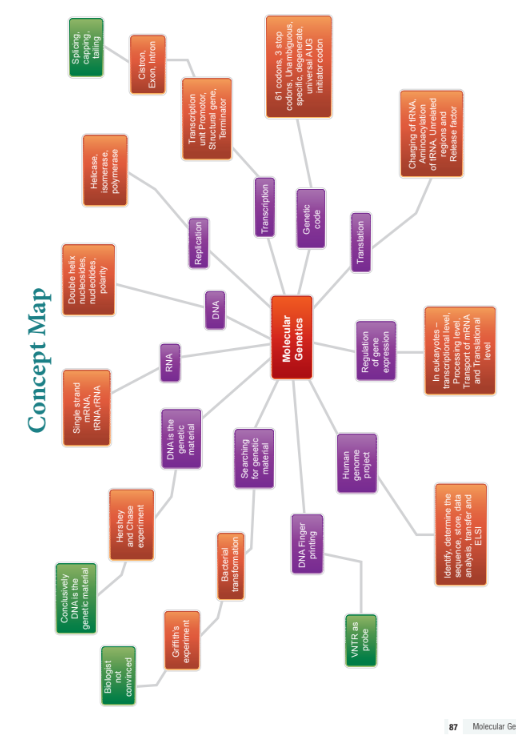 Concept Map
Molecular
Genetics
Searching
for genetic
material
Bacterial
transformation
Griffith's
experiment
Biologist
not
convinced
DNA is the
genetic
material
Hershey
and Chase
experiment
Conclusively
DNA is the
genetic material
RNA
Single strand
mRNA,
tRNA,rRNA
DNA
Double helix
nucleosides,
nucleotides,
polarity
Replication
Helicase,
isomerase,
polymerase
Transcription
Transcription
unit Promotor,
Structural gene,
Terminator
Cistron,
Exon, Intron
Splicing,
capping,
tailing
Genetic
code
61 codons, 3 stop
codons, Unambiguous,
specific, degenerate,
universal AUG
initiator codon
Translation
Charging of tRNA,
Aminoacylation
of tRNA, Unrelated
regions and
Release factor
Regulation
of gene
expression
In eukaryotes –
transcriptional level,
Processing level,
Transport of mRNA
and Translational
level
Human
genome
project
Identify, determine the
sequence, store, data
analysis, transfer and
ELSI
DNA Finger
printing
VNTR as
probe
87 Molecular Ge